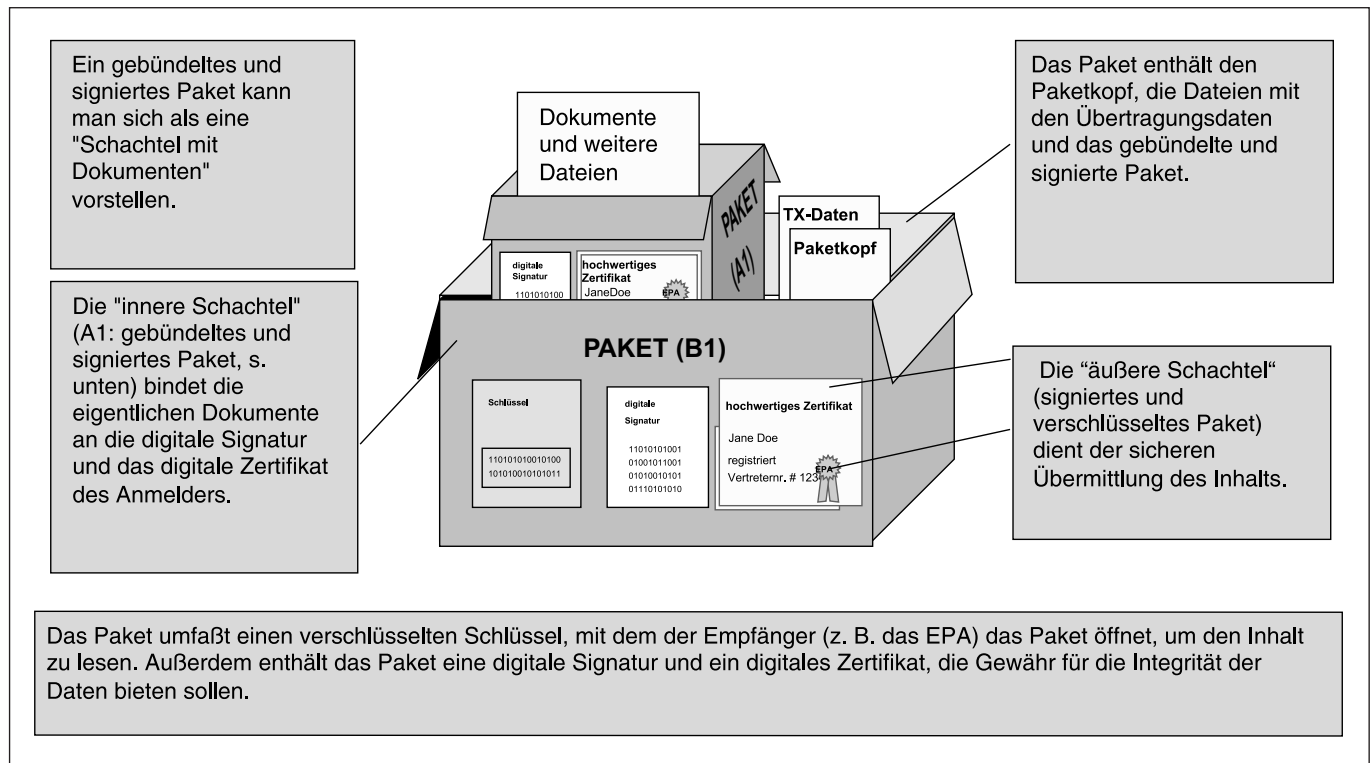 Ein gebündeltes und
signiertes Paket kann
man sich als eine
"Schachtel mit
Dokumenten"
vorstellen.
Dokumente
und weitere
Dateien
Das Paket enthält den
Paketkopf, die Dateien mit
den Übertragungsdaten
und das gebündelte und
signierte Paket.
PAKET
(A1)
TX-Daten
Paketkopf
digitale
Signatur
1101010100
hochwertiges
Zertifikat
JaneDoe
EPA
Die "innere Schachtel"
(A1: gebündeltes und
signiertes Paket, s.
unten) bindet die
eigentlichen Dokumente
an die digitale Signatur
und das digitale Zertifikat
des Anmelders.
PAKET (B1)
Schlüssel
110101010010100
101010010101011
digitale
Signatur
11010101001
01001011001
01010010101
01110101010
hochwertiges Zertifikat
Jane Doe
registriert
Vertreternr. # 123
EPA
Die “äußere Schachtel“
(signiertes und
verschlüsseltes Paket)
dient der sicheren
Übermittlung des Inhalts.
Das Paket umfaßt einen verschlüsselten Schlüssel, mit dem der Empfänger (z. B. das EPA) das Paket öffnet, um den Inhalt
zu lesen. Außerdem enthält das Paket eine digitale Signatur und ein digitales Zertifikat, die Gewähr für die Integrität der
Daten bieten sollen.